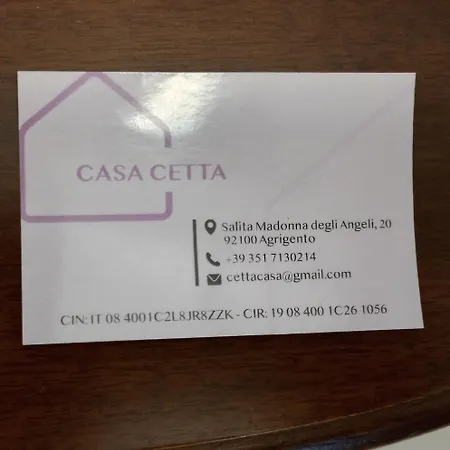 CASA CETTA
Salita Madonna degli Angeli, 20
92100 Agrigento
+39 351 7130214
cettacasa@gmail.com
CIN: IT 08 4001C2L8JR8ZZK - CIR: 19 08 400 1C26 1056